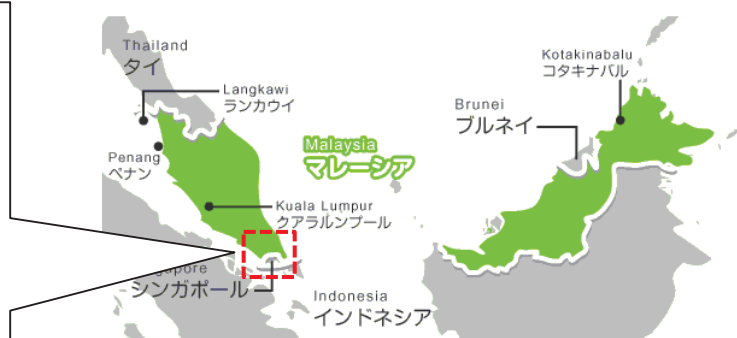 Thailand
タイ
Langkawi
ランカウイ
Penang
ペナン
Malaysia
マレーシア
Kuala Lumpur
クアラルンプール
gapore
シンガポール
Indonesia
インドネシア
Kotakinabalu
コタキナバル
Brunei
ブルネイ